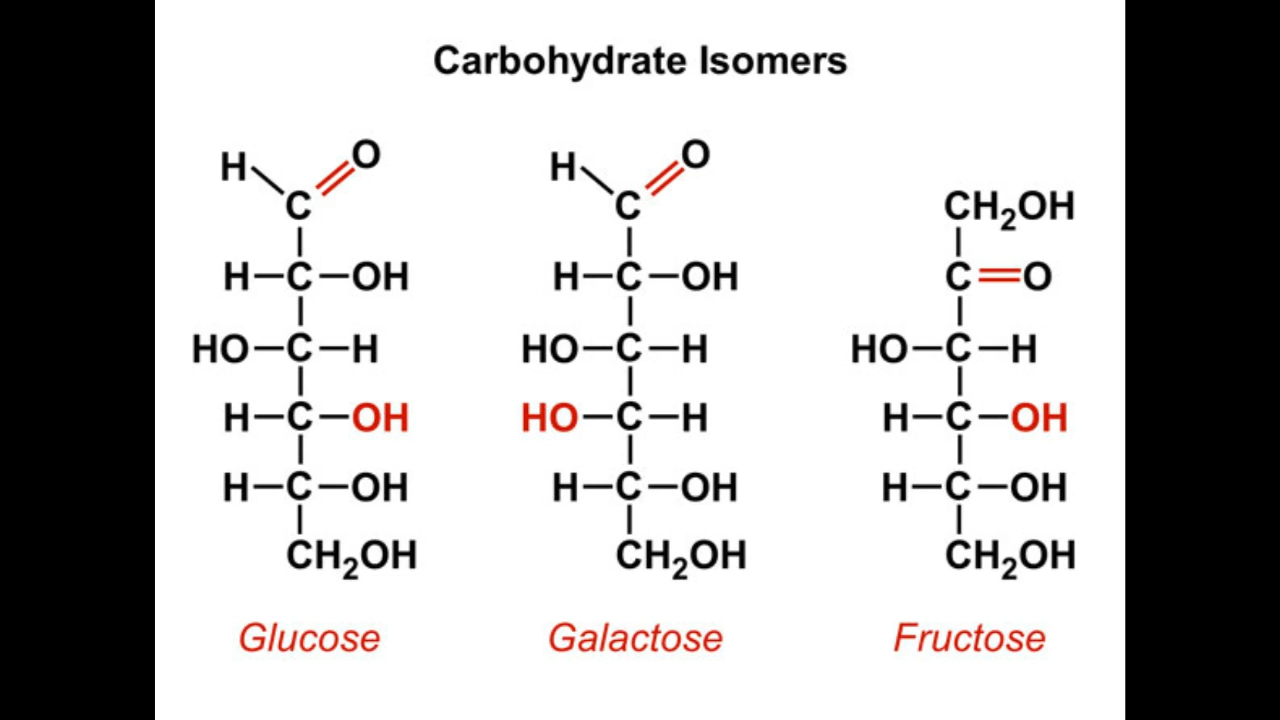 Carbohydrate Isomers
H O H O
C C CH₂OH
H–C–OH H–C–OH C=O
HO–C–H HO–C–H HO–C–H
H–C–OH HO–C–H H–C–OH
H–C–OH H–C–OH H–C–OH
CH₂OH CH₂OH CH₂OH
Glucose Galactose Fructose